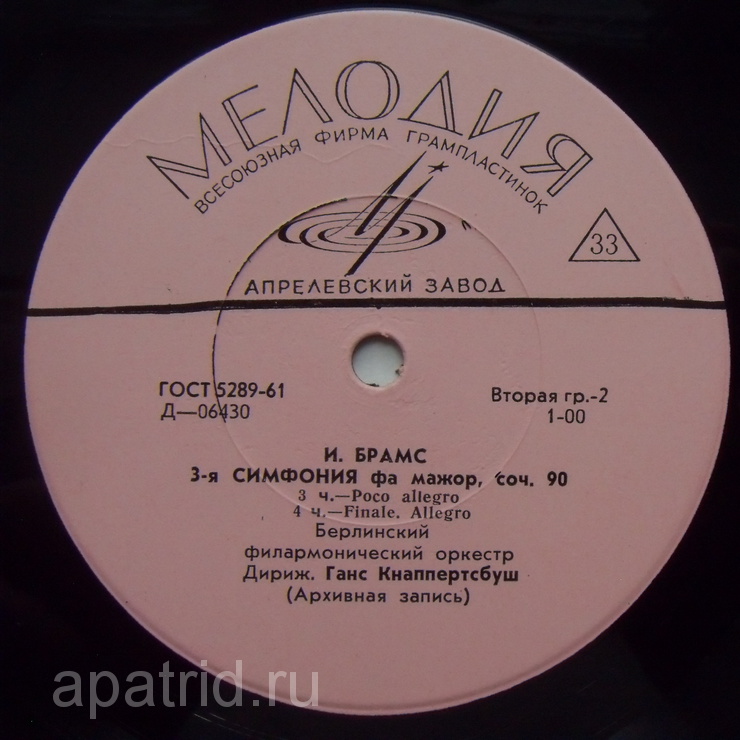 МЕЛОДИЯ
ВСЕСОЮЗНАЯ ФИРМА ГРАМПЛАСТИНОК
33
АПРЕЛЕВСКИЙ ЗАВОД
ГОСТ 5289-61
Вторая гр.-2
Д—06430
1-00
И. БРАМС
3-я СИМФОНИЯ фа мажор, соч. 90
3 ч.—Poco allegro
4 ч.—Finale. Allegro
Берлинский
филармонический оркестр
Дириж. Ганс Кнаппертсбуш
(Архивная запись)
apatrid.ru